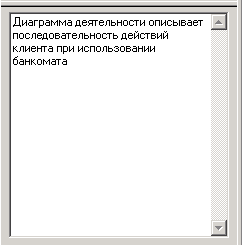 Диаграмма деятельности описывает
последовательность действий
клиента при использовании
банкомата